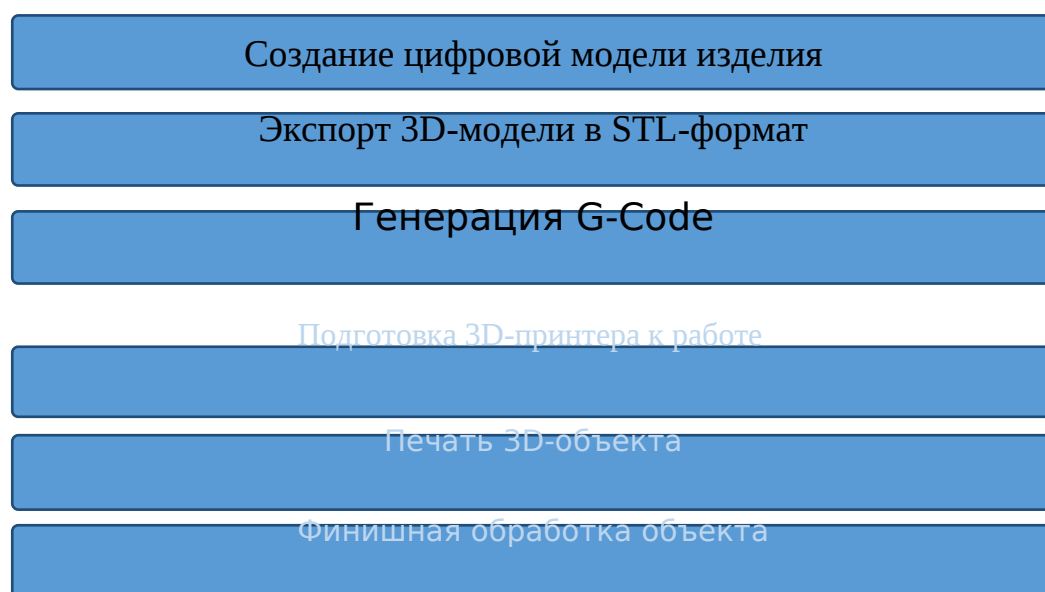 Создание цифровой модели изделия
Экспорт 3D-модели в STL-формат
Генерация G-Code
Подготовка 3D-принтера к работе
Печать 3D-объекта
Финишная обработка объекта